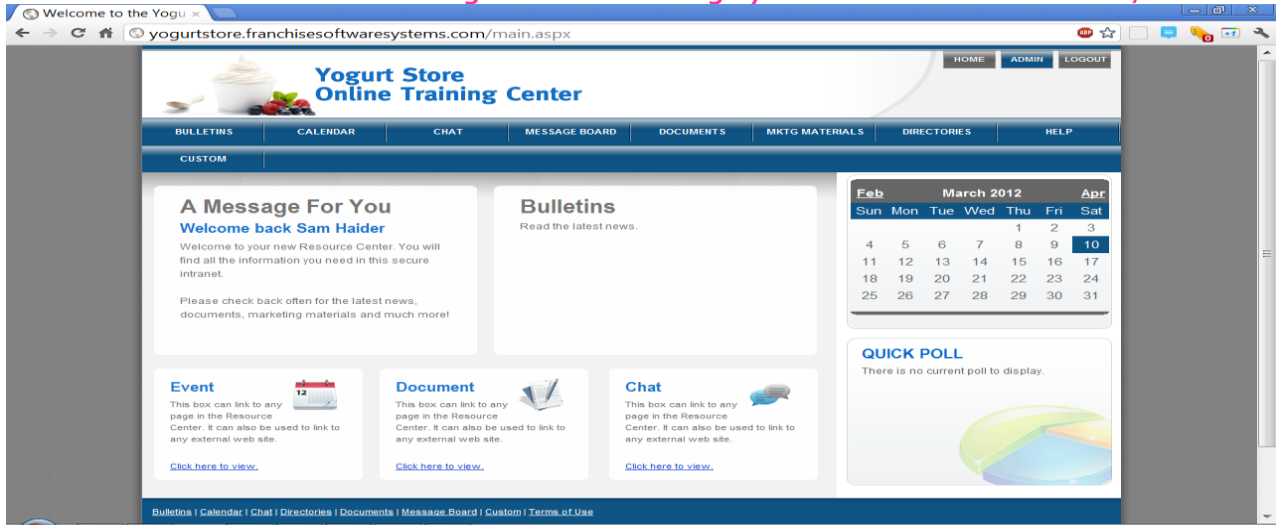 Welcome to the Yogu
yogurtstore.franchisesoftwaresystems.com/main.aspx
Yogurt Store
Online Training Center
HOME ADMIN LOGOUT
BULLETINS CALENDAR CHAT MESSAGE BOARD DOCUMENTS MKTG MATERIALS DIRECTORIES HELP
CUSTOM
A Message For You
Welcome back Sam Haider
Welcome to your new Resource Center. You will
find all the information you need in this secure
intranet.
Please check back often for the latest news,
documents, marketing materials and much more!
Bulletins
Read the latest news.
Feb March 2012 Apr
Sun Mon Tue Wed Thu Fri Sat
1 2 3
4 5 6 7 8 9 10
11 12 13 14 15 16 17
18 19 20 21 22 23 24
25 26 27 28 29 30 31
QUICK POLL
There is no current poll to display.
Event
12
This box can link to any
page in the Resource
Center. It can also be used to link to
any external web site.
Click here to view.
Document
This box can link to any
page in the Resource
Center. It can also be used to link to
any external web site.
Click here to view.
Chat
This box can link to any
page in the Resource
Center. It can also be used to link to
any external web site.
Click here to view.
Bulletins | Calendar | Chat | Directories | Documents | Message Board | Custom | Terms of Use